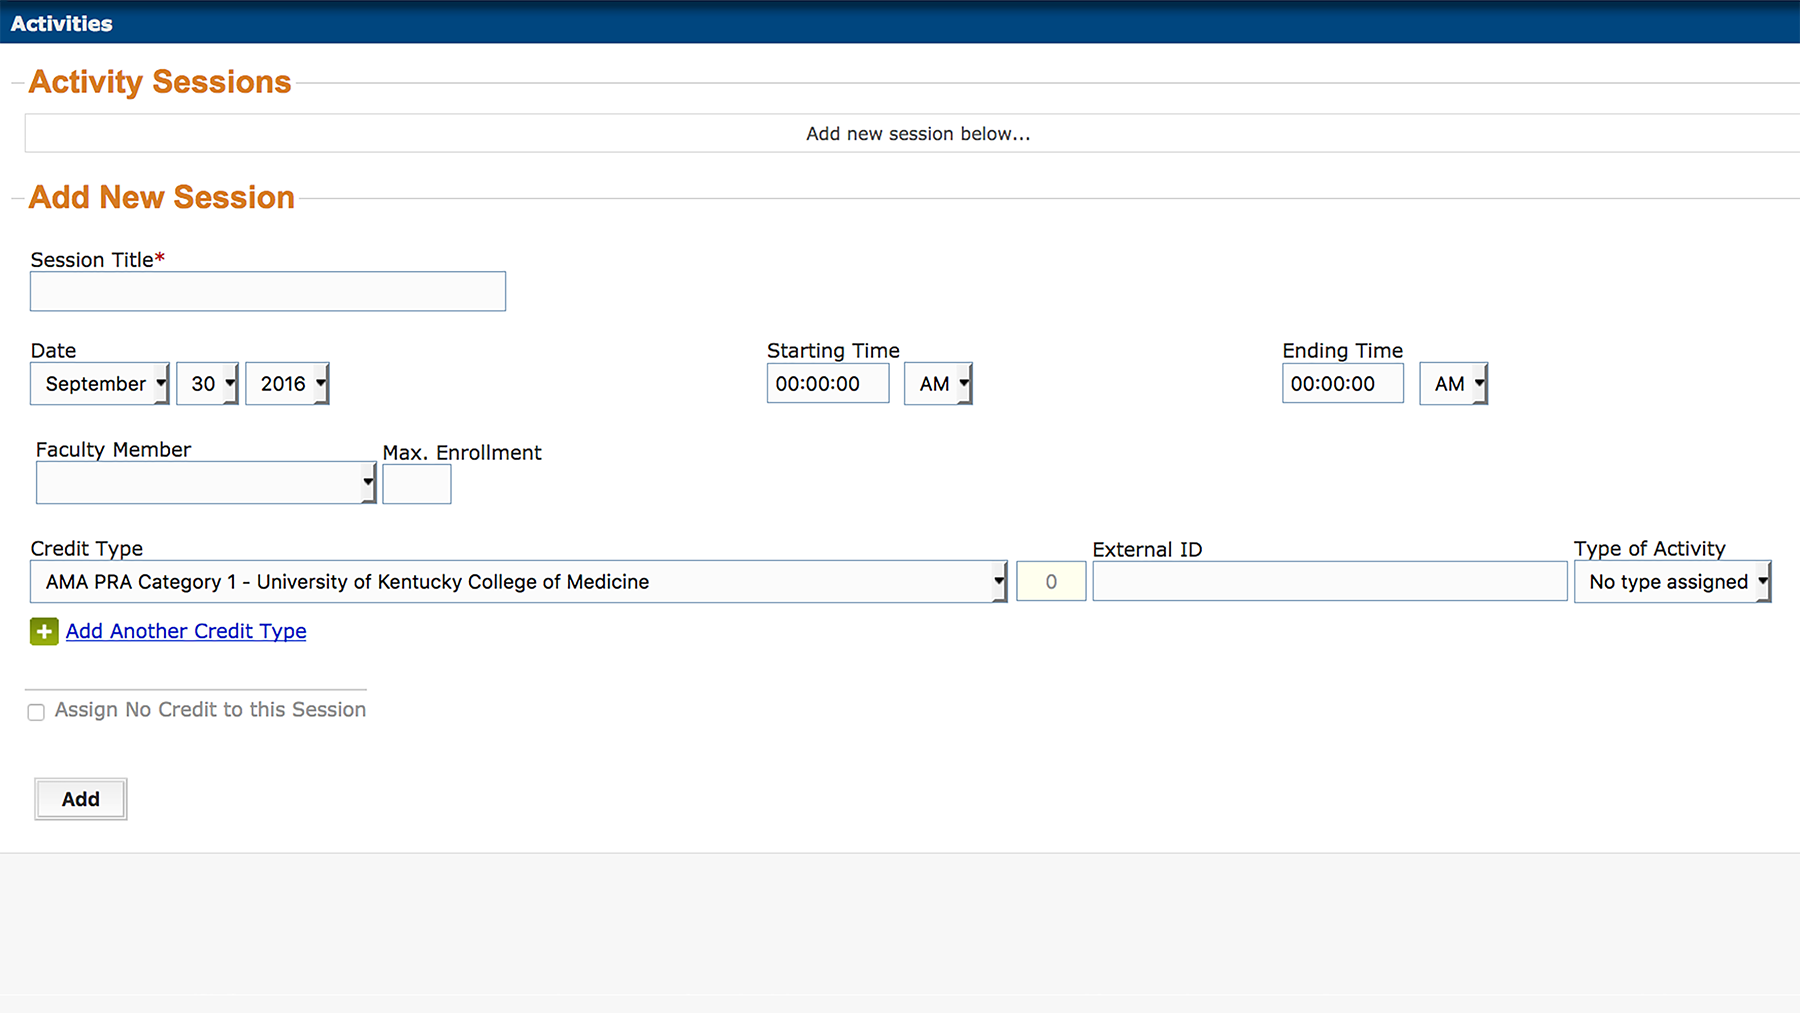 Activities
Activity Sessions
Add new session below...
Add New Session
Session Title*
Date
Starting Time
Ending Time
September 30 2016
00:00:00 AM
00:00:00 AM
Faculty Member
Max. Enrollment
Credit Type
External ID
Type of Activity
AMA PRA Category 1 - University of Kentucky College of Medicine
0
No type assigned
Add Another Credit Type
Assign No Credit to this Session
Add